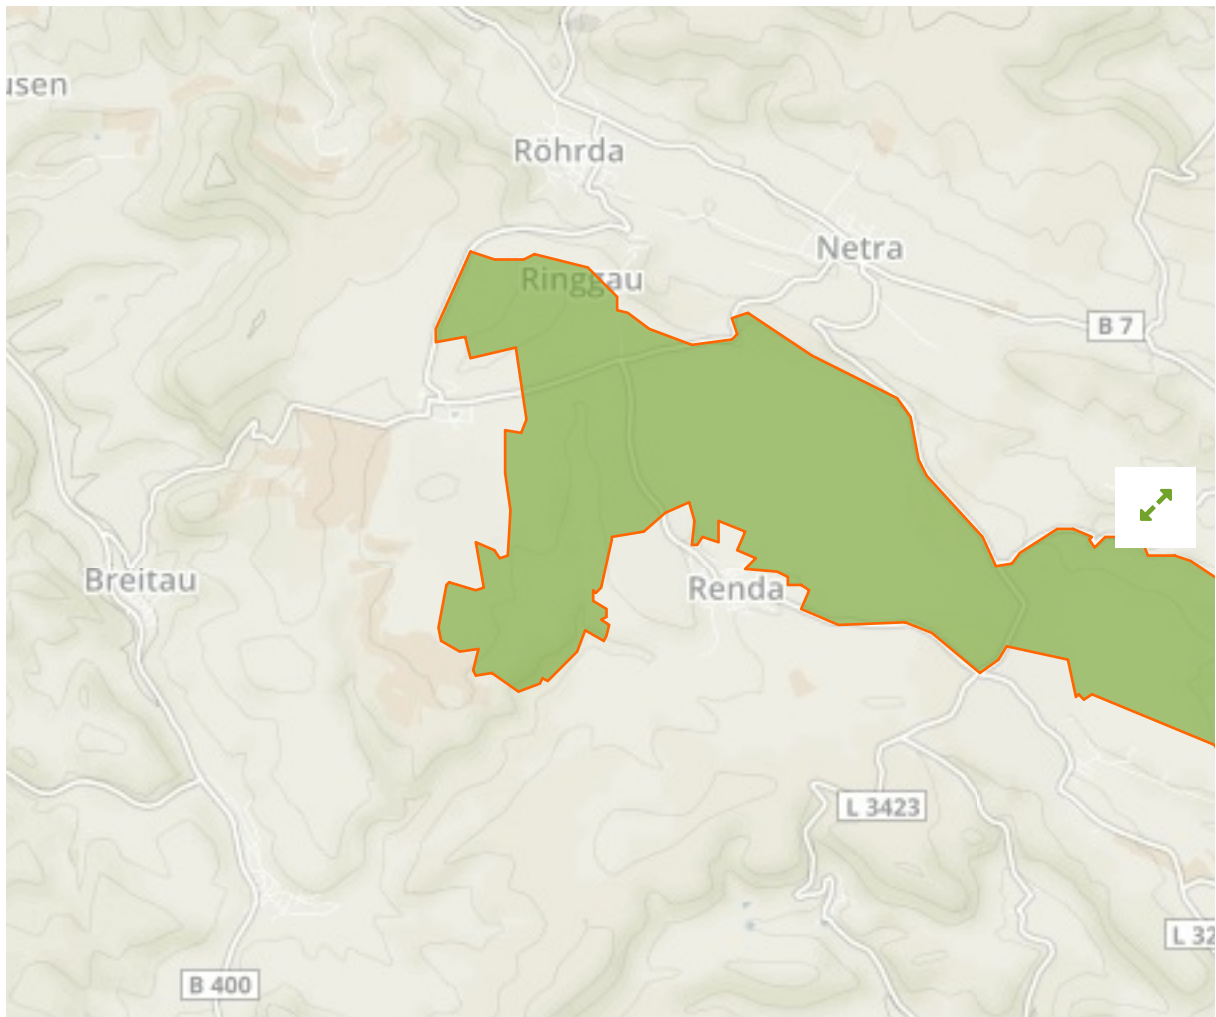 usen
Röhrda
Netra
Ringgau
B 7
Breitau
Renda
L 3423
L 32
B 400